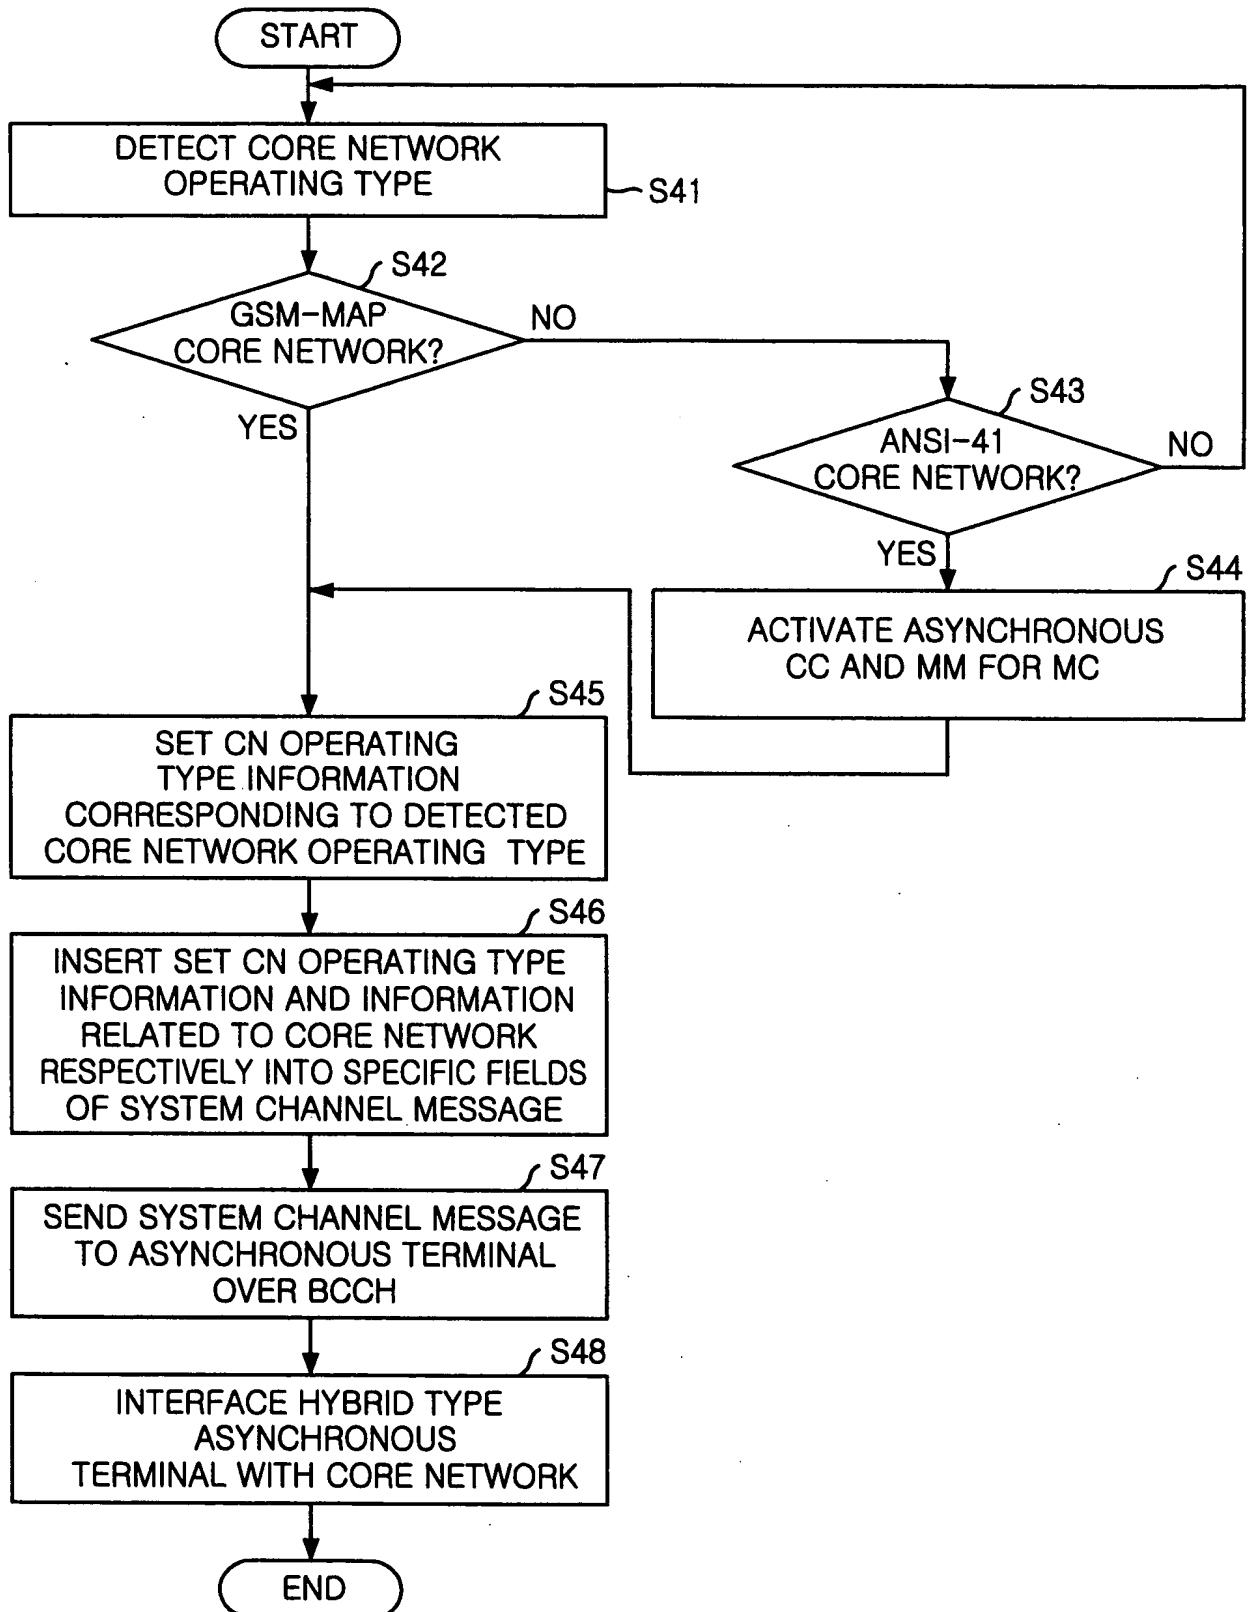 START
DETECT CORE NETWORK
OPERATING TYPE
S41
S42
GSM-MAP
CORE NETWORK?
NO
YES
S43
ANSI-41
CORE NETWORK?
NO
YES
S44
ACTIVATE ASYNCHRONOUS
CC AND MM FOR MC
S45
SET CN OPERATING
TYPE INFORMATION
CORRESPONDING TO DETECTED
CORE NETWORK OPERATING TYPE
S46
INSERT SET CN OPERATING TYPE
INFORMATION AND INFORMATION
RELATED TO CORE NETWORK
RESPECTIVELY INTO SPECIFIC FIELDS
OF SYSTEM CHANNEL MESSAGE
S47
SEND SYSTEM CHANNEL MESSAGE
TO ASYNCHRONOUS TERMINAL
OVER BCCH
S48
INTERFACE HYBRID TYPE
ASYNCHRONOUS
TERMINAL WITH CORE NETWORK
END